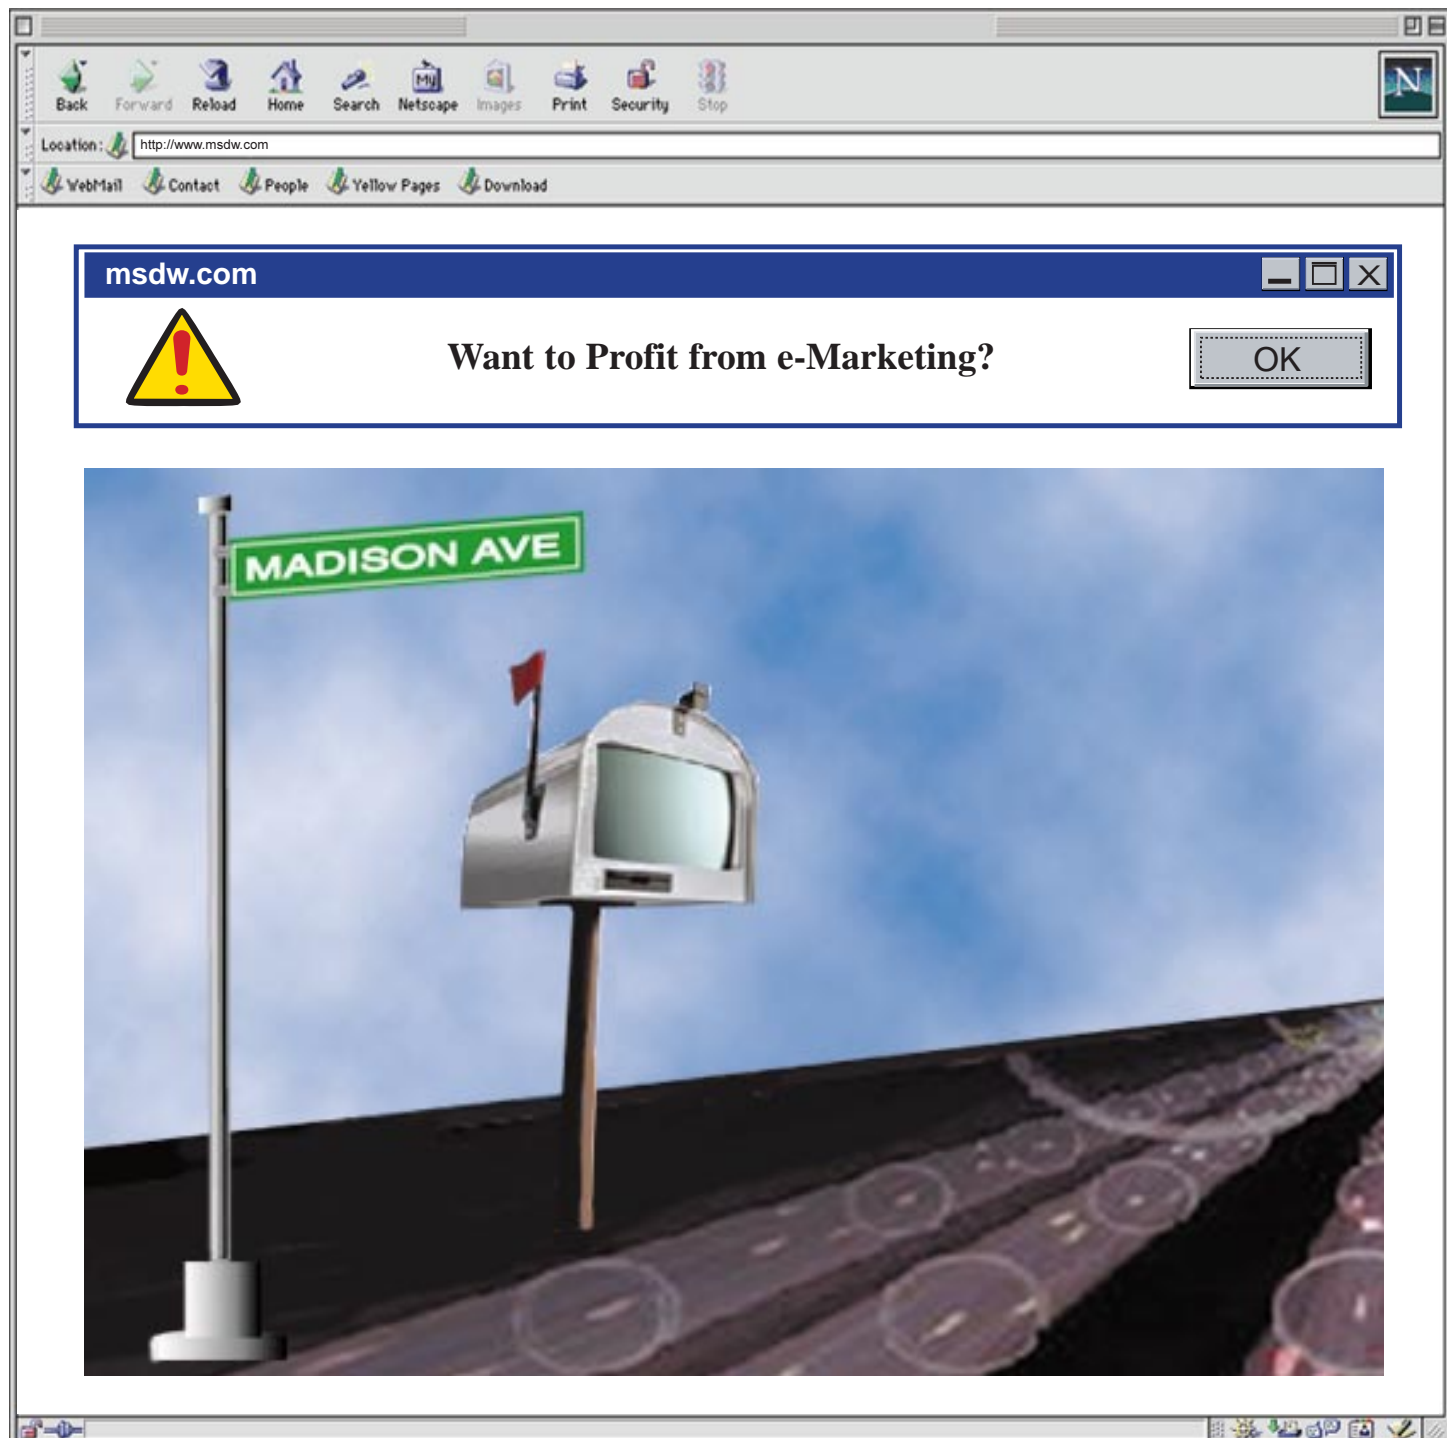 Back Forward Reload Home Search Netscape Images Print Security Stop
My
N
Location: http://www.msdw.com
WebMail Contact People Yellow Pages Download
msdw.com
Want to Profit from e-Marketing?
OK
MADISON AVE